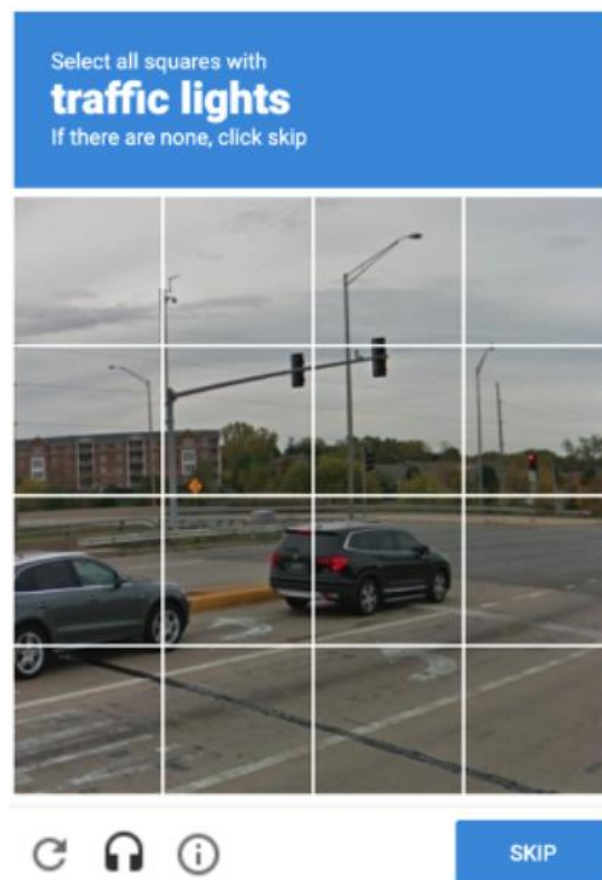 Select all squares with
traffic lights
If there are none, click skip
SKIP